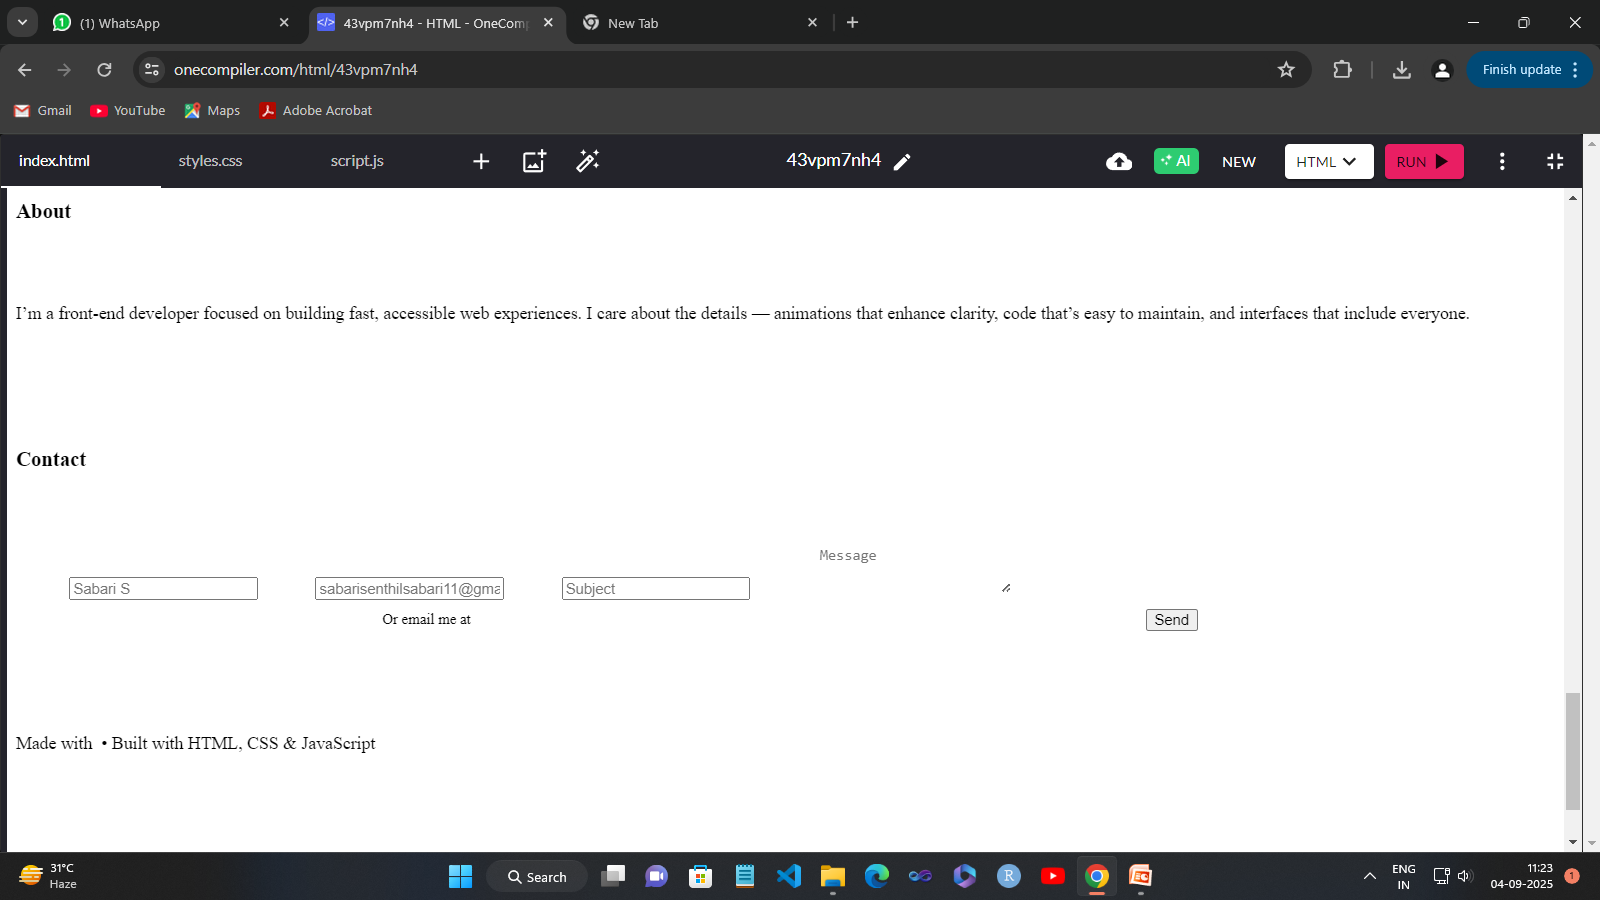 (1) WhatsApp
43vpm7nh4 - HTML - OneComp
New Tab
onecompiler.com/html/43vpm7nh4
Finish update
Gmail
YouTube
Maps
Adobe Acrobat
index.html
styles.css
script.js
43vpm7nh4
AI
NEW
HTML
RUN
About
I’m a front-end developer focused on building fast, accessible web experiences. I care about the details — animations that enhance clarity, code that’s easy to maintain, and interfaces that include everyone.
Contact
Message
Sabari S
sabarisenthilsabari11@gma
Subject
Or email me at
Send
Made with  • Built with HTML, CSS & JavaScript
31°C
Haze
Search
R
ENG
IN
11:23
04-09-2025
1